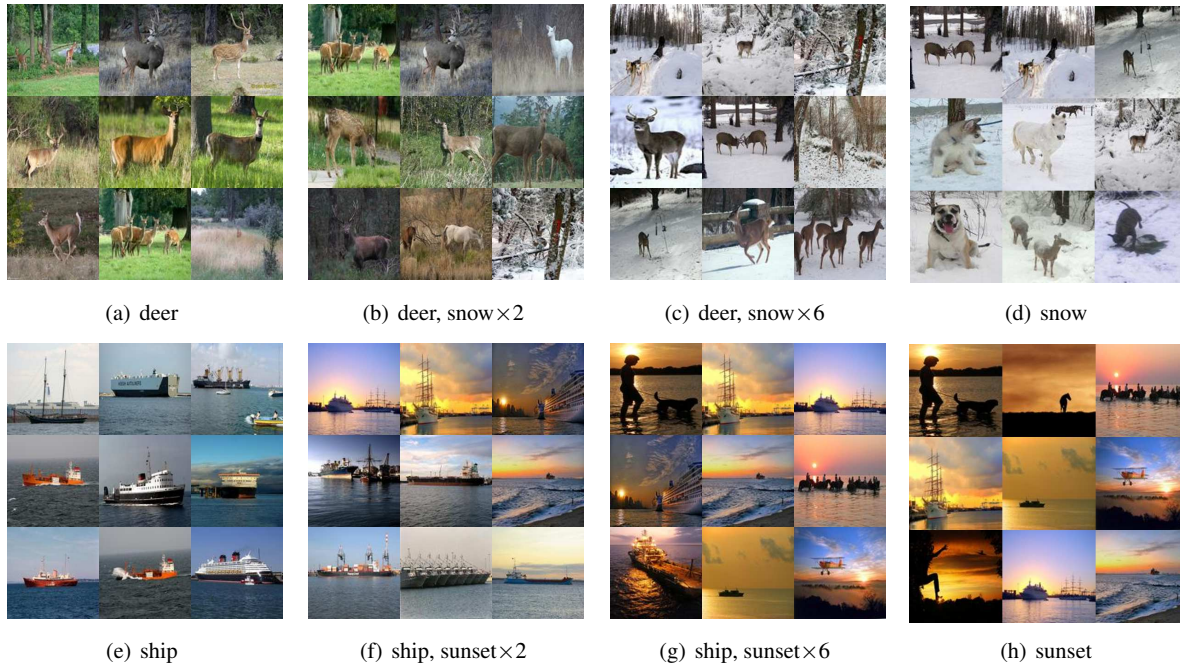 (a) deer
(b) deer, snow×2
(c) deer, snow×6
(d) snow
(e) ship
(f) ship, sunset×2
(g) ship, sunset×6
(h) sunset